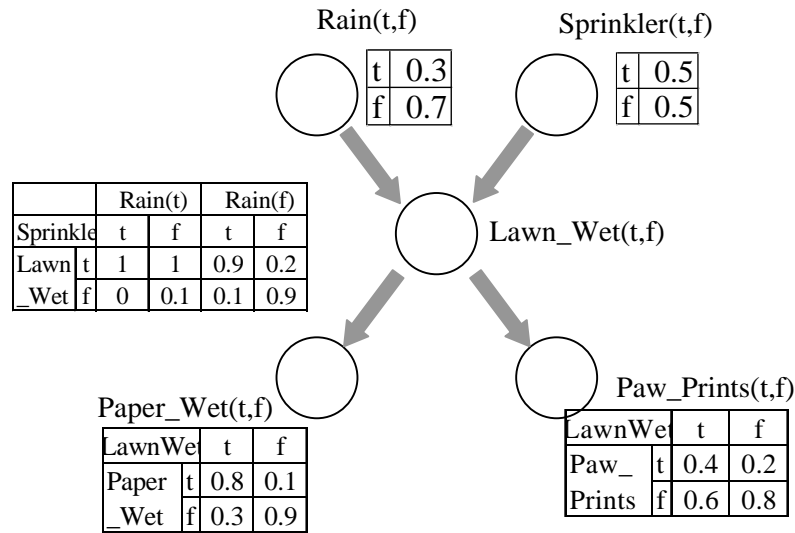 Rain(t,f)
t 0.3
f 0.7
Sprinkler(t,f)
t 0.5
f 0.5
Rain(t) Rain(f)
Sprinkle t f t f
Lawn t 1 1 0.9 0.2
_Wet f 0 0.1 0.1 0.9
Lawn_Wet(t,f)
Paper_Wet(t,f)
LawnWet t f
Paper t 0.8 0.1
_Wet f 0.3 0.9
Paw_Prints(t,f)
LawnWet t f
Paw_ t 0.4 0.2
Prints f 0.6 0.8